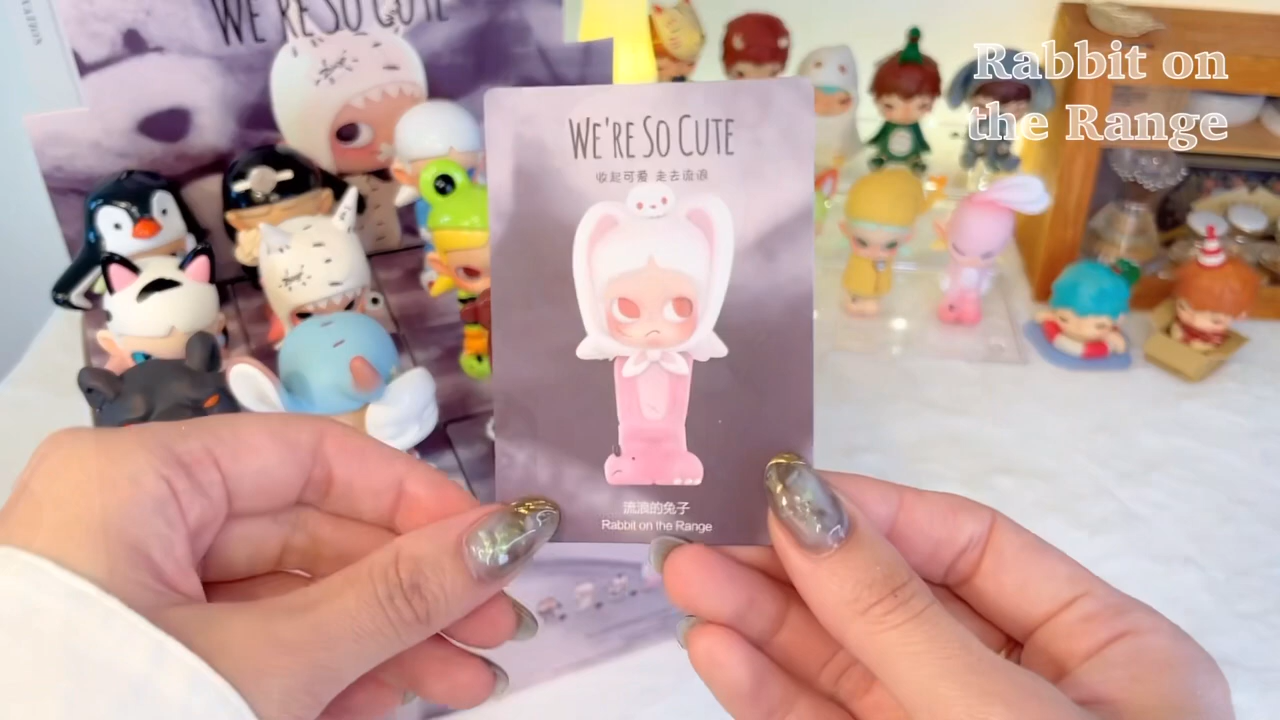 WE'RE SO CUTE
Rabbit on
the Range
WE'RE SO CUTE
收起可爱 走去流浪
流浪的兔子
Rabbit on the Range